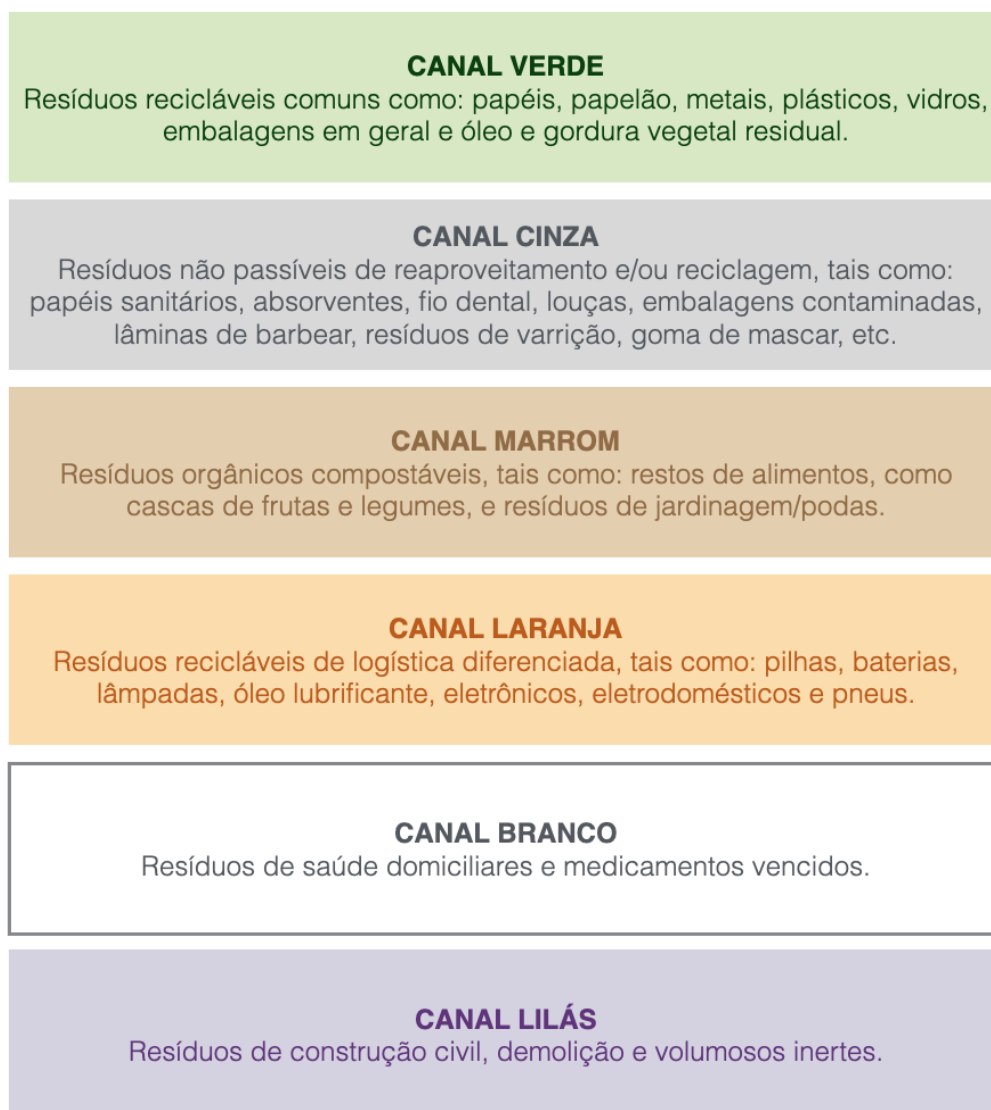 CANAL VERDE
Resíduos recicláveis comuns como: papéis, papelão, metais, plásticos, vidros,
embalagens em geral e óleo e gordura vegetal residual.
CANAL CINZA
Resíduos não passíveis de reaproveitamento e/ou reciclagem, tais como:
papéis sanitários, absorventes, fio dental, louças, embalagens contaminadas,
lâminas de barbear, resíduos de varrição, goma de mascar, etc.
CANAL MARROM
Resíduos orgânicos compostáveis, tais como: restos de alimentos, como
cascas de frutas e legumes, e resíduos de jardinagem/podas.
CANAL LARANJA
Resíduos recicláveis de logística diferenciada, tais como: pilhas, baterias,
lâmpadas, óleo lubrificante, eletrônicos, eletrodomésticos e pneus.
CANAL BRANCO
Resíduos de saúde domiciliares e medicamentos vencidos.
CANAL LILÁS
Resíduos de construção civil, demolição e volumosos inertes.